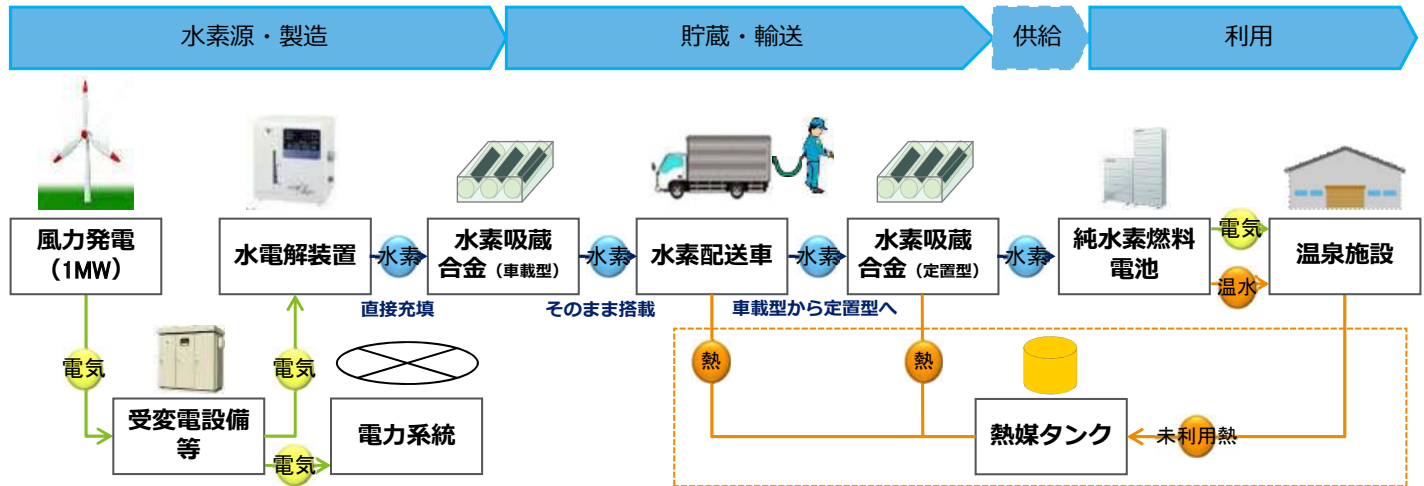 水素源・製造
貯蔵・輸送
供給
利用
風力発電
(1MW)
水電解装置
水素
水素吸蔵
合金（車載型）
水素
水素配送車
水素
水素吸蔵
合金（定置型）
水素
純水素燃料
電池
電気
温水
温泉施設
直接充填
そのまま搭載
車載型から定置型へ
電気
電気
熱
熱
受変電設備
等
電気
電力系統
熱媒タンク
未利用熱